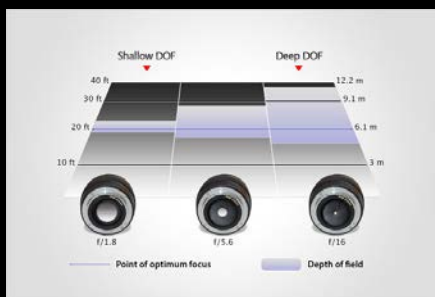 Shallow DOF Deep DOF
40 ft 12.2 m
30 ft 9.1 m
20 ft 6.1 m
10 ft 3 m
f/1.8 f/5.6 f/16
Point of optimum focus Depth of field